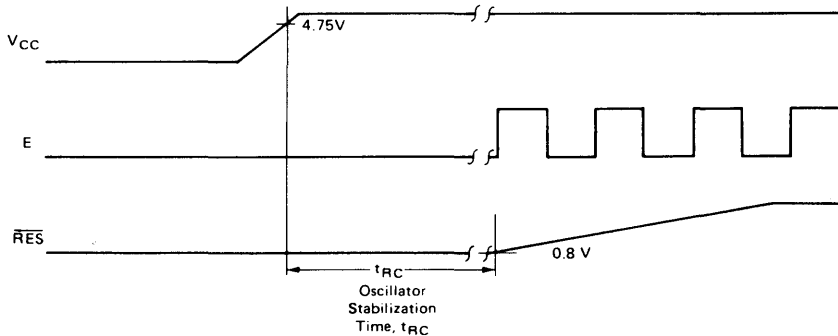 VCC
4.75V
E
RES
0.8 V
tRC
Oscillator
Stabilization
Time, tRC